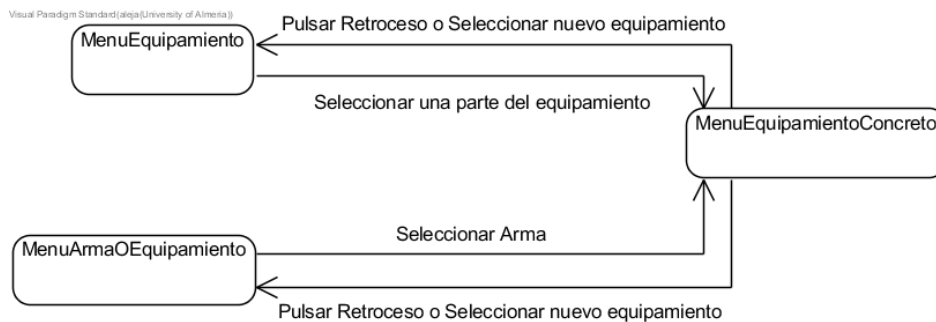 Visual Paradigm Standard(aleja(University of Almeria))
Pulsar Retroceso o Seleccionar nuevo equipamiento
MenuEquipamiento
Seleccionar una parte del equipamiento
MenuEquipamientoConcreto
Seleccionar Arma
MenuArmaOEquipamiento
Pulsar Retroceso o Seleccionar nuevo equipamiento